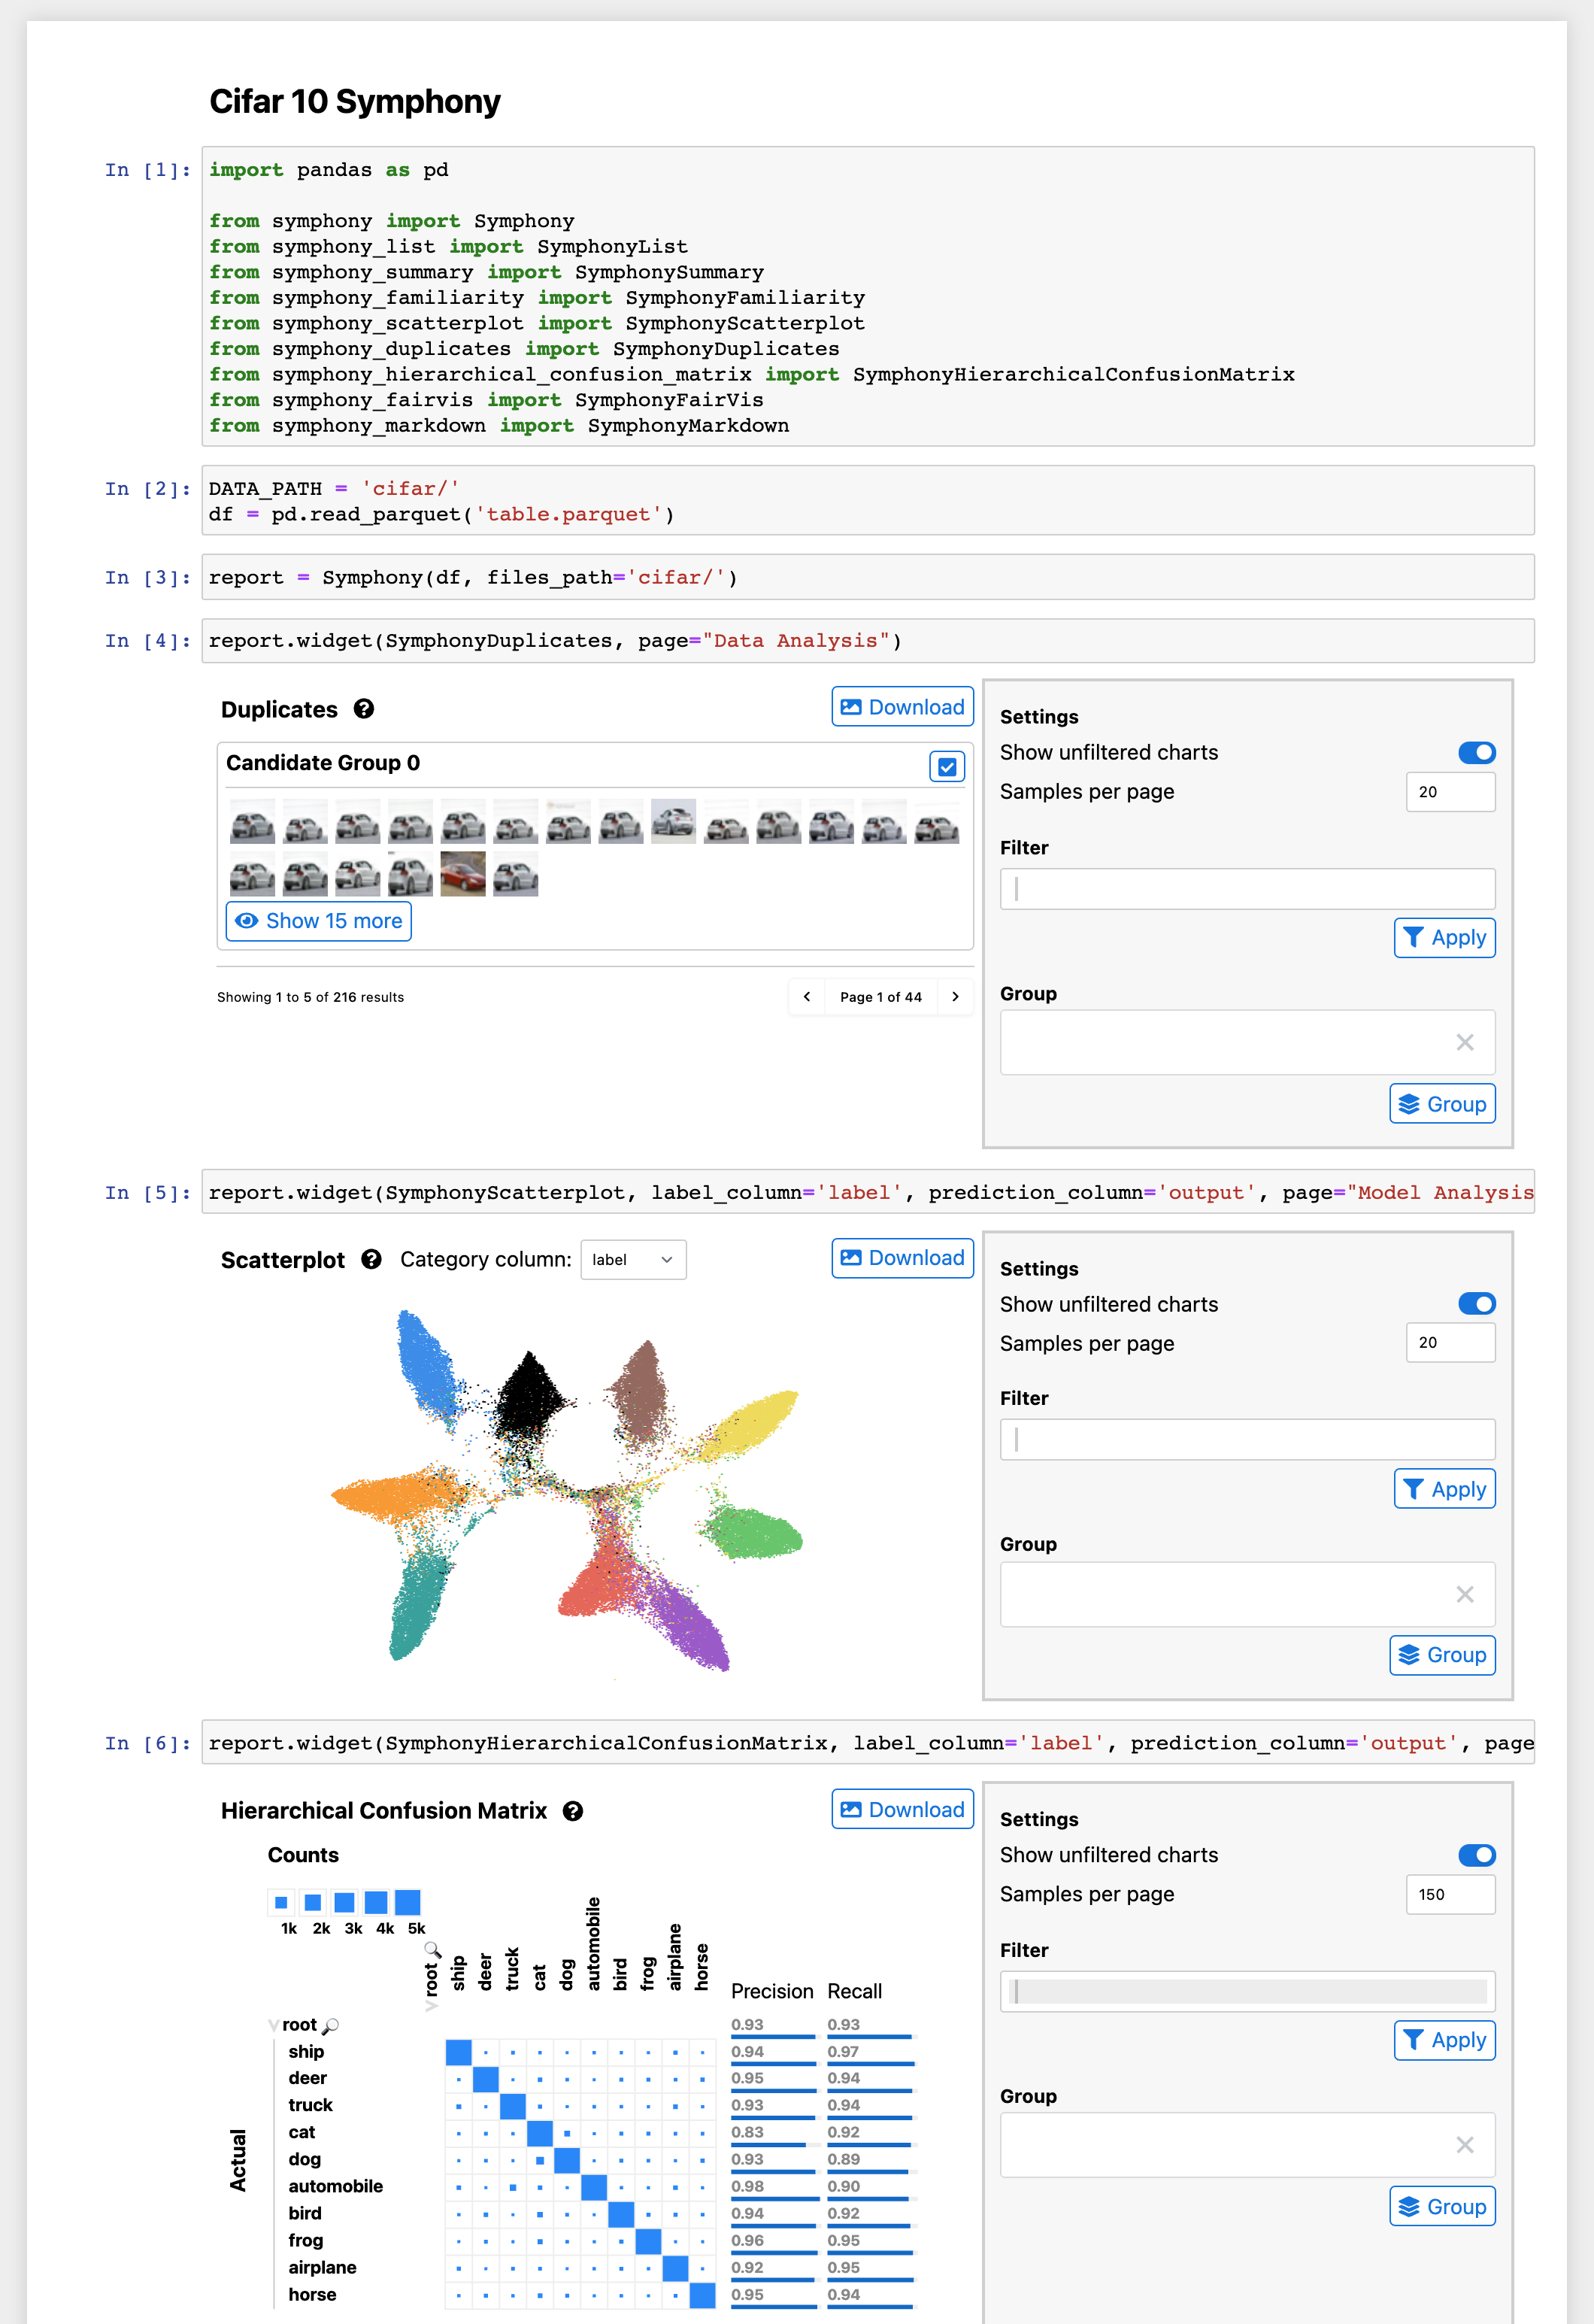 Cifar 10 Symphony
In [1]:
import pandas as pd
from symphony import Symphony
from symphony_list import SymphonyList
from symphony_summary import SymphonySummary
from symphony_familiarity import SymphonyFamiliarity
from symphony_scatterplot import SymphonyScatterplot
from symphony_duplicates import SymphonyDuplicates
from symphony_hierarchical_confusion_matrix import SymphonyHierarchicalConfusionMatrix
from symphony_fairvis import SymphonyFairVis
from symphony_markdown import SymphonyMarkdown
In [2]:
DATA_PATH = 'cifar/'
df = pd.read_parquet('table.parquet')
In [3]:
report = Symphony(df, files_path='cifar/')
In [4]:
report.widget(SymphonyDuplicates, page="Data Analysis")
Duplicates ?
Download
Candidate Group 0
Show 15 more
Showing 1 to 5 of 216 results
< Page 1 of 44 >
Settings
Show unfiltered charts
Samples per page 20
Filter
Apply
Group
Group
In [5]:
report.widget(SymphonyScatterplot, label_column='label', prediction_column='output', page="Model Analysis
Scatterplot ? Category column: label
Download
Settings
Show unfiltered charts
Samples per page 20
Filter
Apply
Group
Group
In [6]:
report.widget(SymphonyHierarchicalConfusionMatrix, label_column='label', prediction_column='output', page
Hierarchical Confusion Matrix ?
Download
Counts
1k 2k 3k 4k 5k
root ship deer truck cat dog automobile bird frog airplane horse
Precision Recall
Actual
root 0.93 0.93
ship 0.94 0.97
deer 0.95 0.94
truck 0.93 0.94
cat 0.83 0.92
dog 0.93 0.89
automobile 0.98 0.90
bird 0.94 0.92
frog 0.96 0.95
airplane 0.92 0.95
horse 0.95 0.94
Settings
Show unfiltered charts
Samples per page 150
Filter
Apply
Group
Group